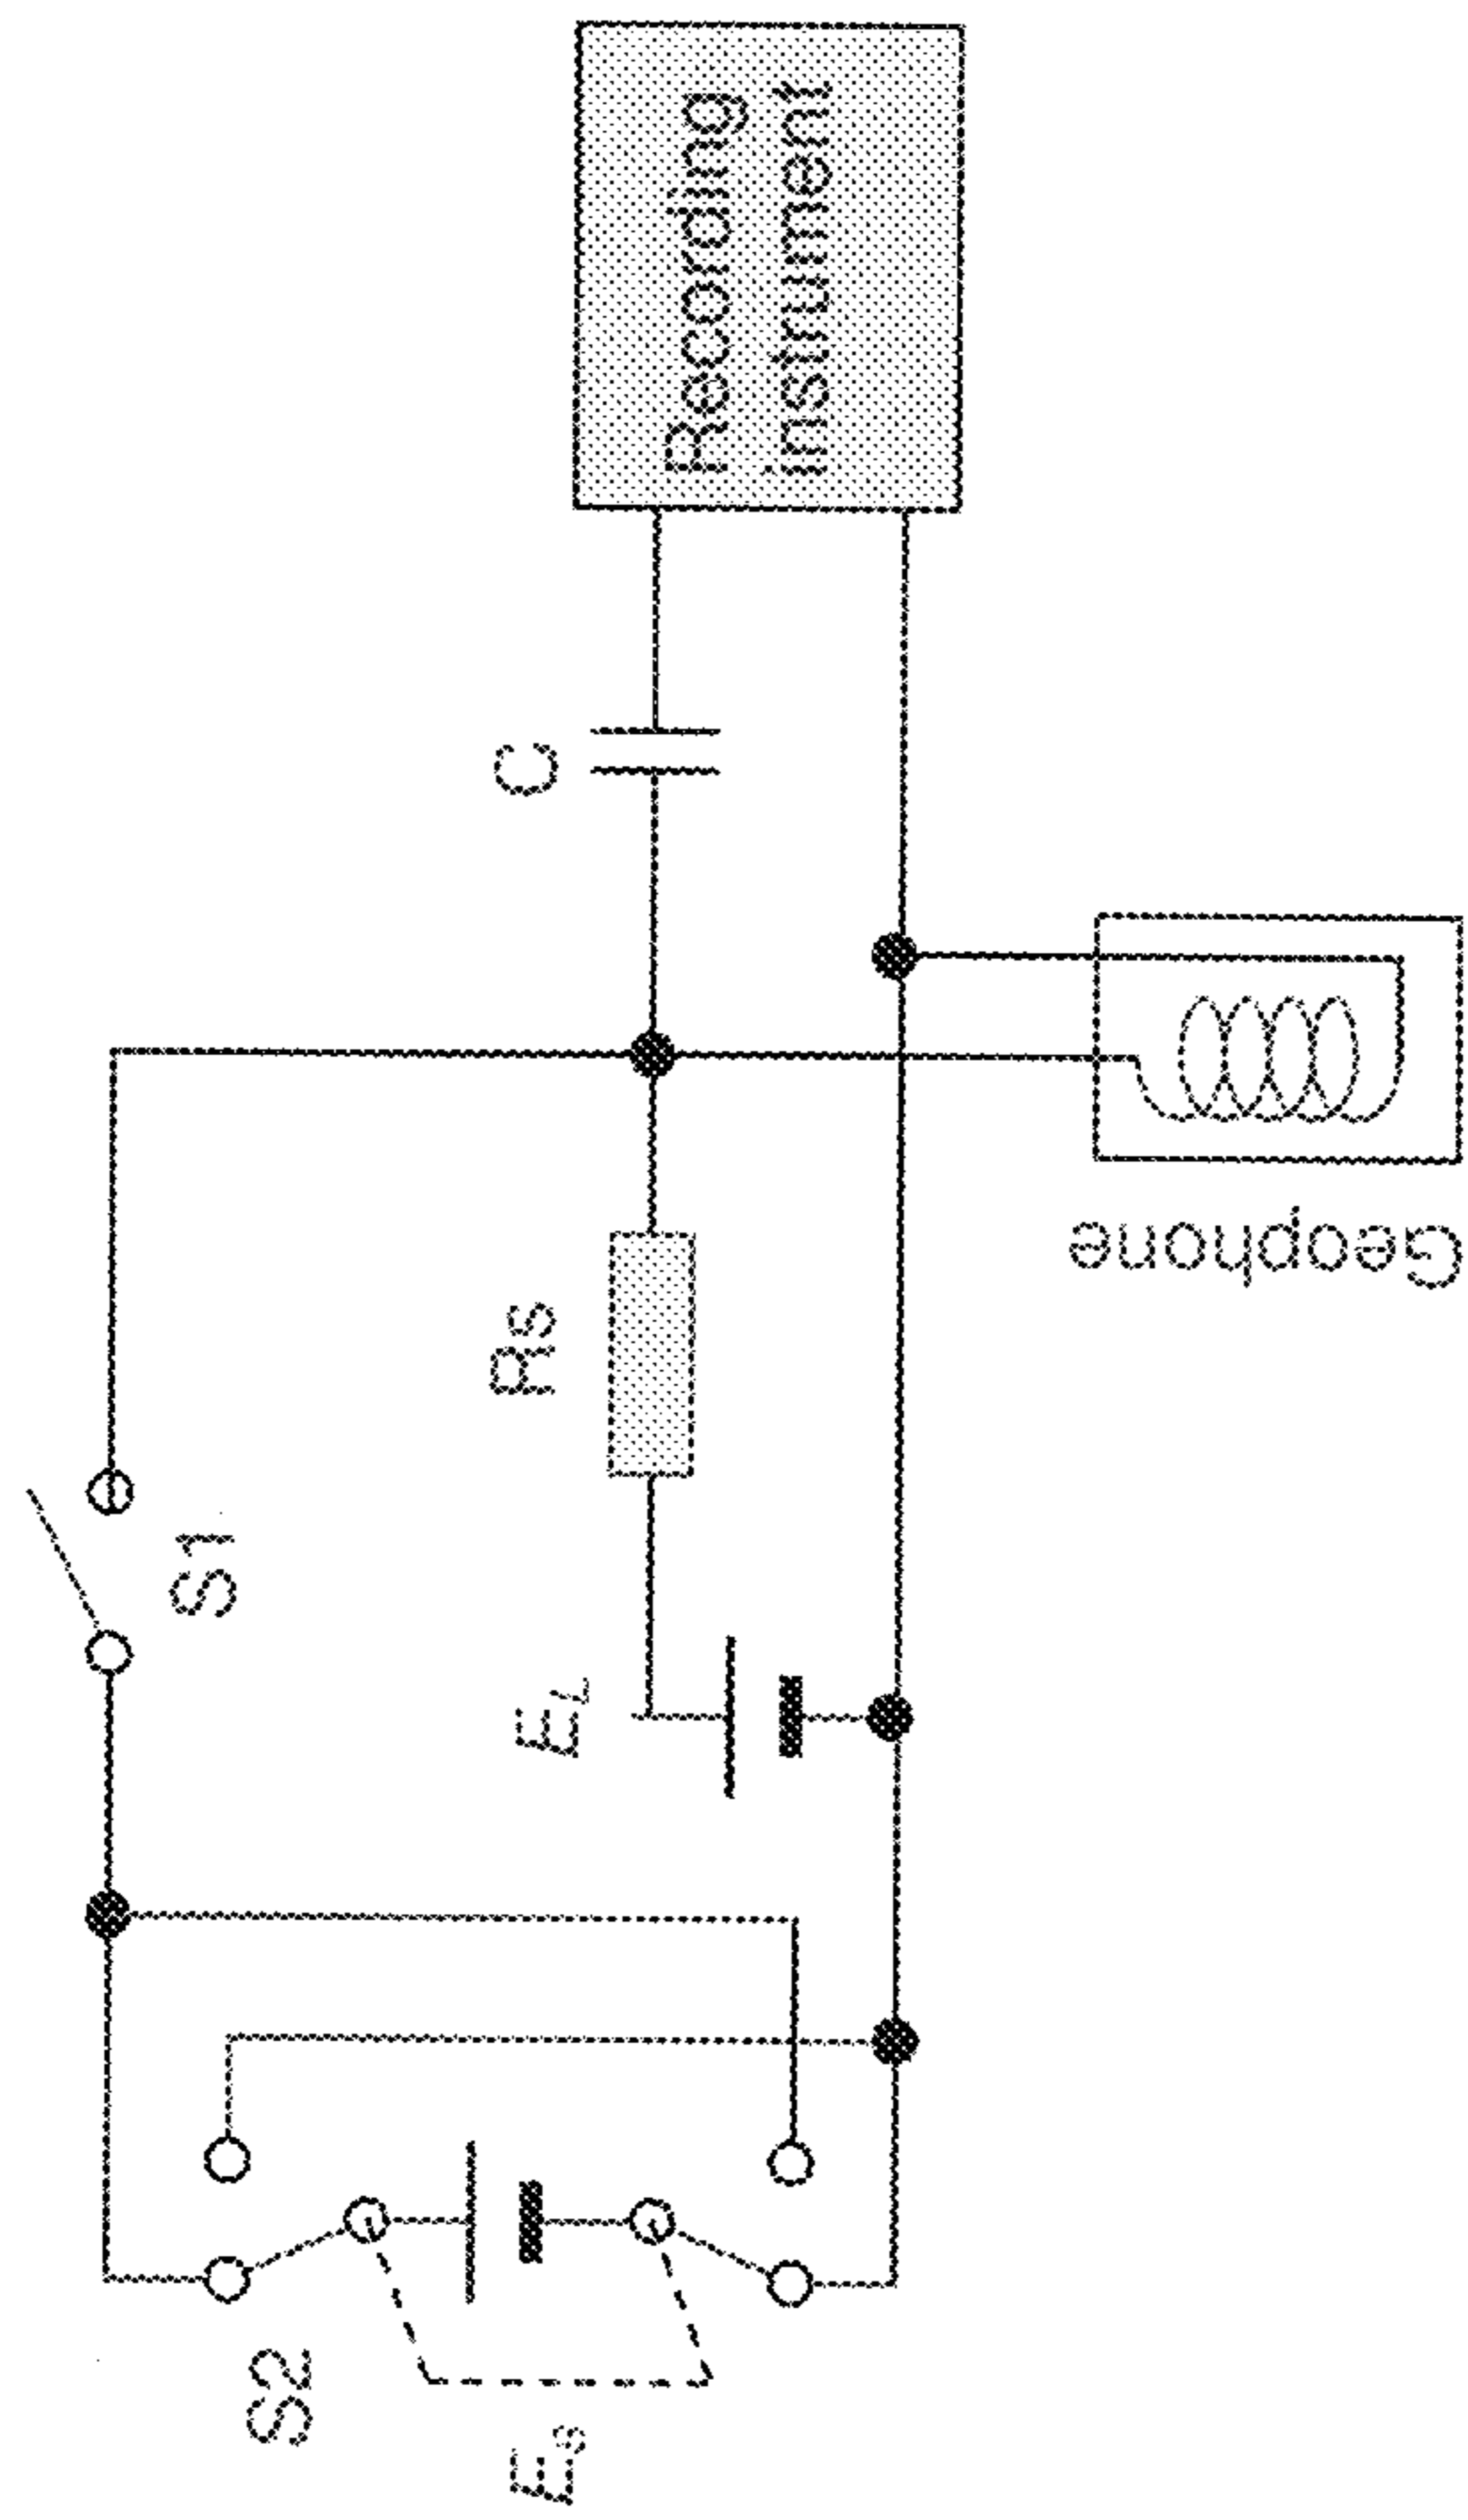 Recording
instrument
C
Geophone
Rs
S1
EL
S2
Es